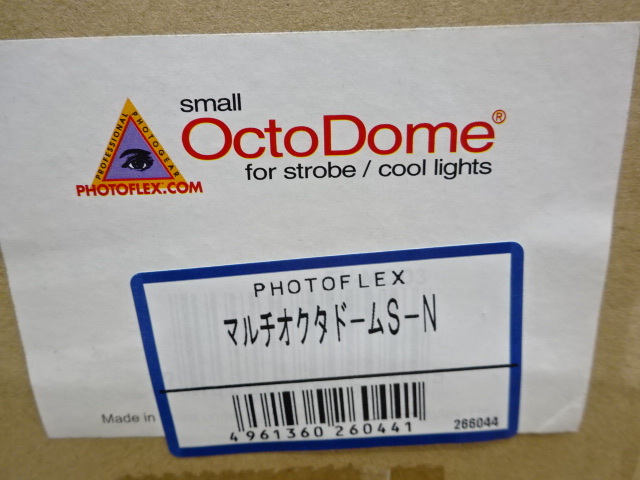 small
OctoDome®
for strobe / cool lights
PROFESSIONAL PHOTOGEAR
PHOTOFLEX.COM
PHOTOFLEX
マルチオクタドームS-N
Made in
4961360 260441
266044